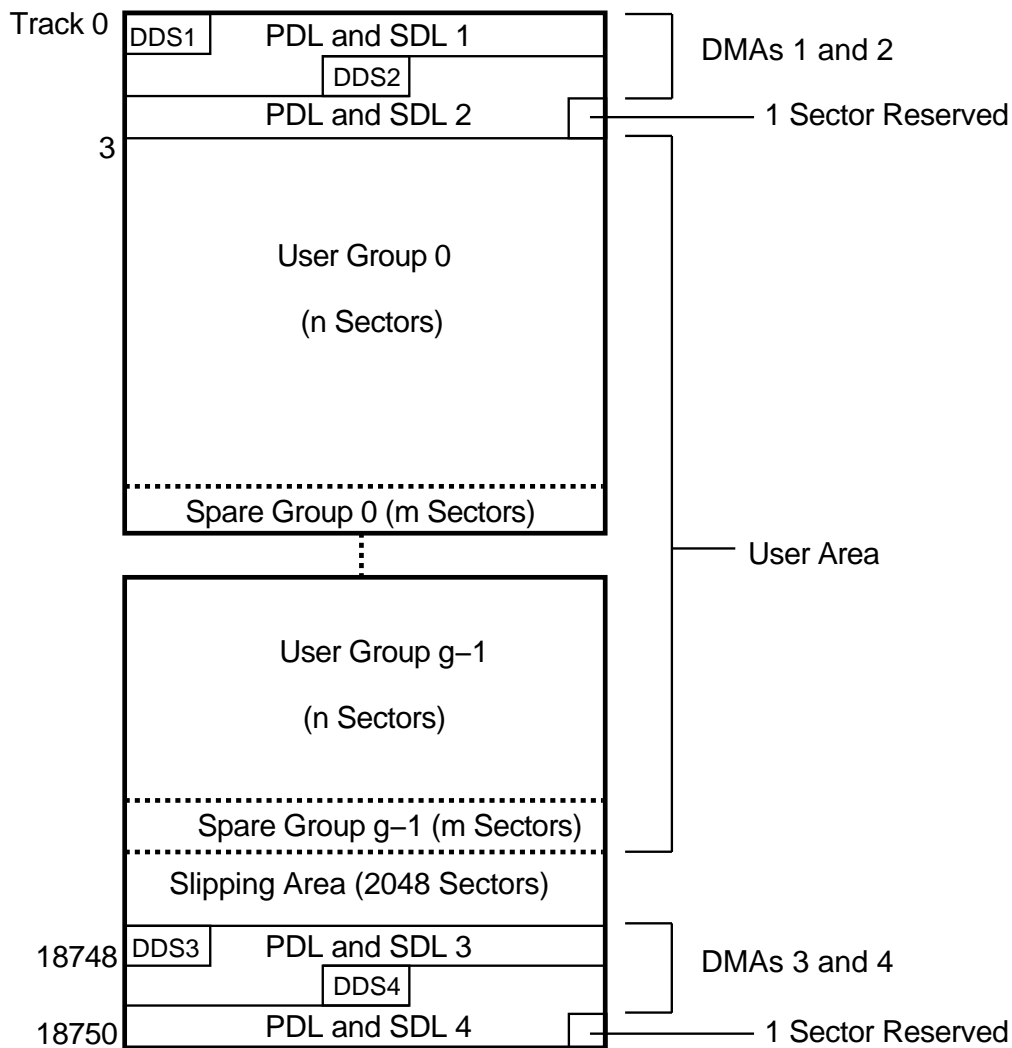 Track 0
DDS1
PDL and SDL 1
DDS2
DMAs 1 and 2
PDL and SDL 2
1 Sector Reserved
3
User Group 0
(n Sectors)
Spare Group 0 (m Sectors)
User Area
User Group g−1
(n Sectors)
Spare Group g−1 (m Sectors)
Slipping Area (2048 Sectors)
18748
DDS3
PDL and SDL 3
DMAs 3 and 4
DDS4
18750
PDL and SDL 4
1 Sector Reserved